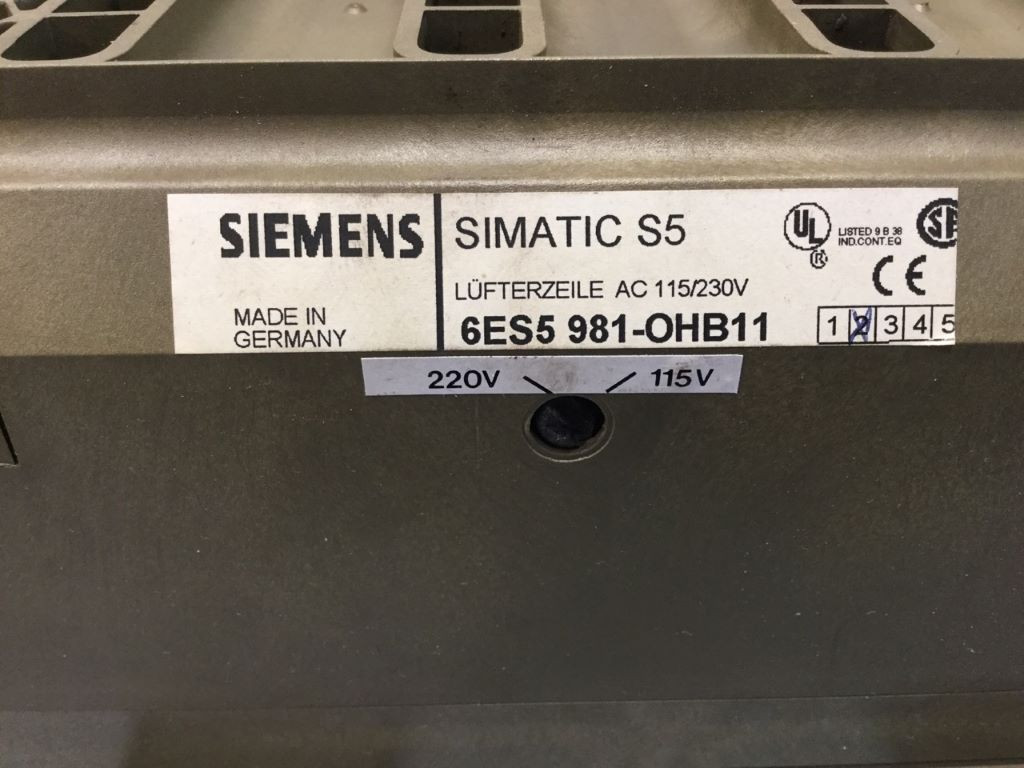 SIEMENS
MADE IN
GERMANY
SIMATIC S5
LÜFTERZEILE AC 115/230V
6ES5 981-OHB11
UL
®
LISTED 9 B 38
IND.CONT.EQ
CE
1 2 3 4 5
220V 115V